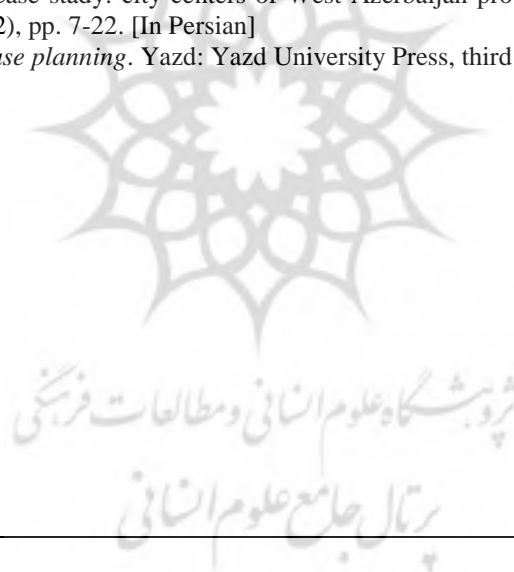 case study: city centers of West Azerbaijan pro
2), pp. 7-22. [In Persian]
use planning. Yazd: Yazd University Press, third
پژوهشگاه علوم انسانی و مطالعات فرهنگی
پرتال جامع علوم انسانی